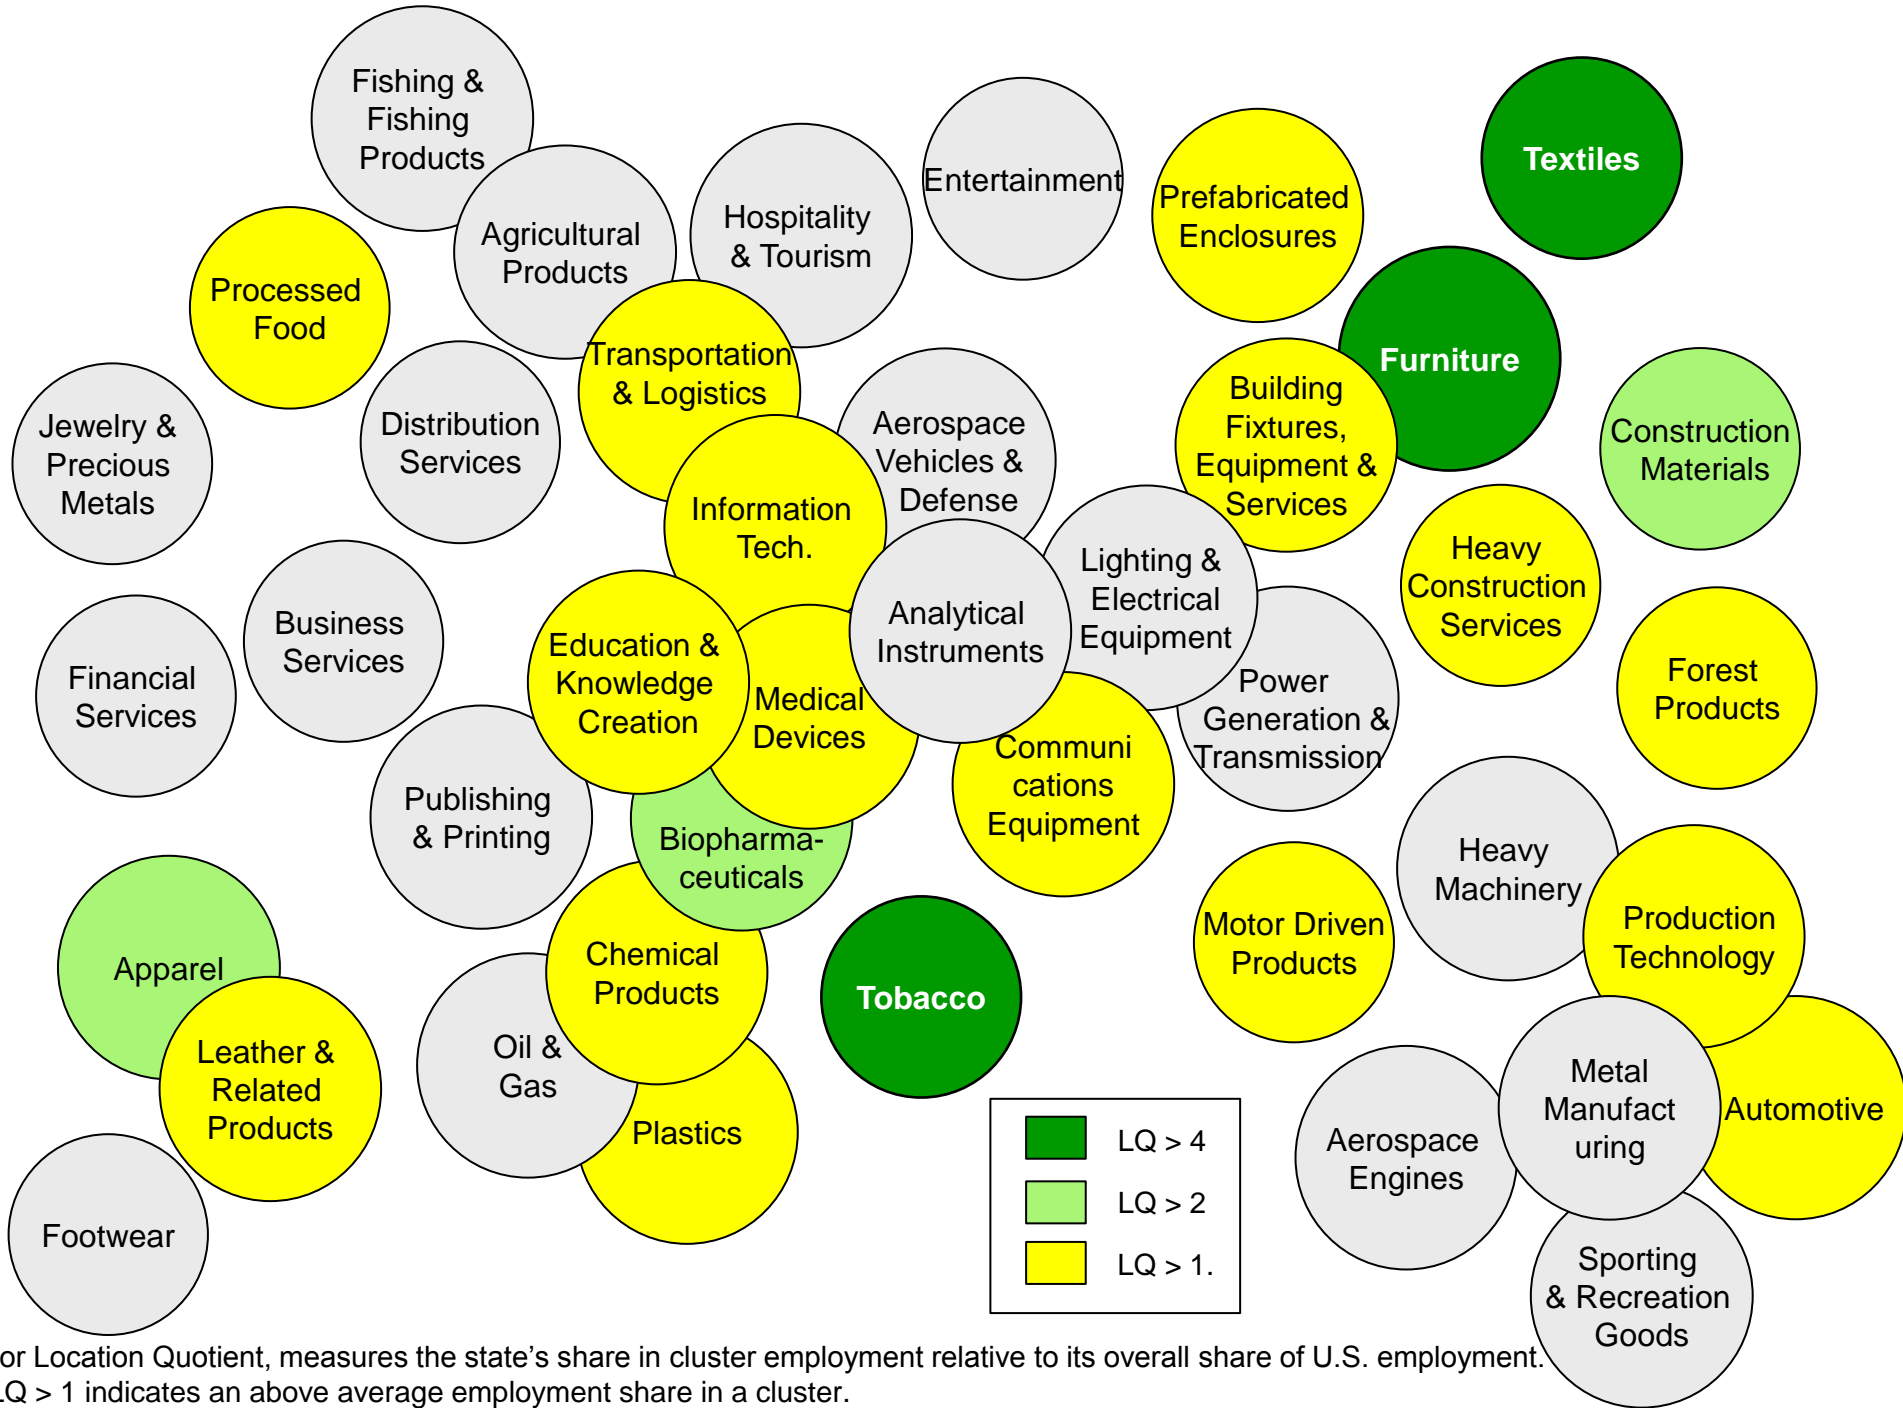 Fishing &
Fishing
Products
Entertainment
Textiles
Prefabricated
Enclosures
Hospitality
& Tourism
Agricultural
Products
Processed
Food
Transportation
& Logistics
Furniture
Building
Fixtures,
Equipment &
Services
Construction
Materials
Jewelry &
Precious
Metals
Distribution
Services
Aerospace
Vehicles &
Defense
Information
Tech.
Heavy
Construction
Services
Lighting &
Electrical
Equipment
Analytical
Instruments
Business
Services
Education &
Knowledge
Creation
Financial
Services
Medical
Devices
Power
Generation &
Transmission
Forest
Products
Communi
cations
Equipment
Publishing
& Printing
Biopharma-
ceuticals
Heavy
Machinery
Motor Driven
Products
Production
Technology
Apparel
Chemical
Products
Tobacco
Leather &
Related
Products
Oil &
Gas
Plastics
Metal
Manufact
uring
Automotive
Aerospace
Engines
LQ > 4
LQ > 2
LQ > 1.
Footwear
Sporting
& Recreation
Goods
or Location Quotient, measures the state’s share in cluster employment relative to its overall share of U.S. employment.
LQ > 1 indicates an above average employment share in a cluster.